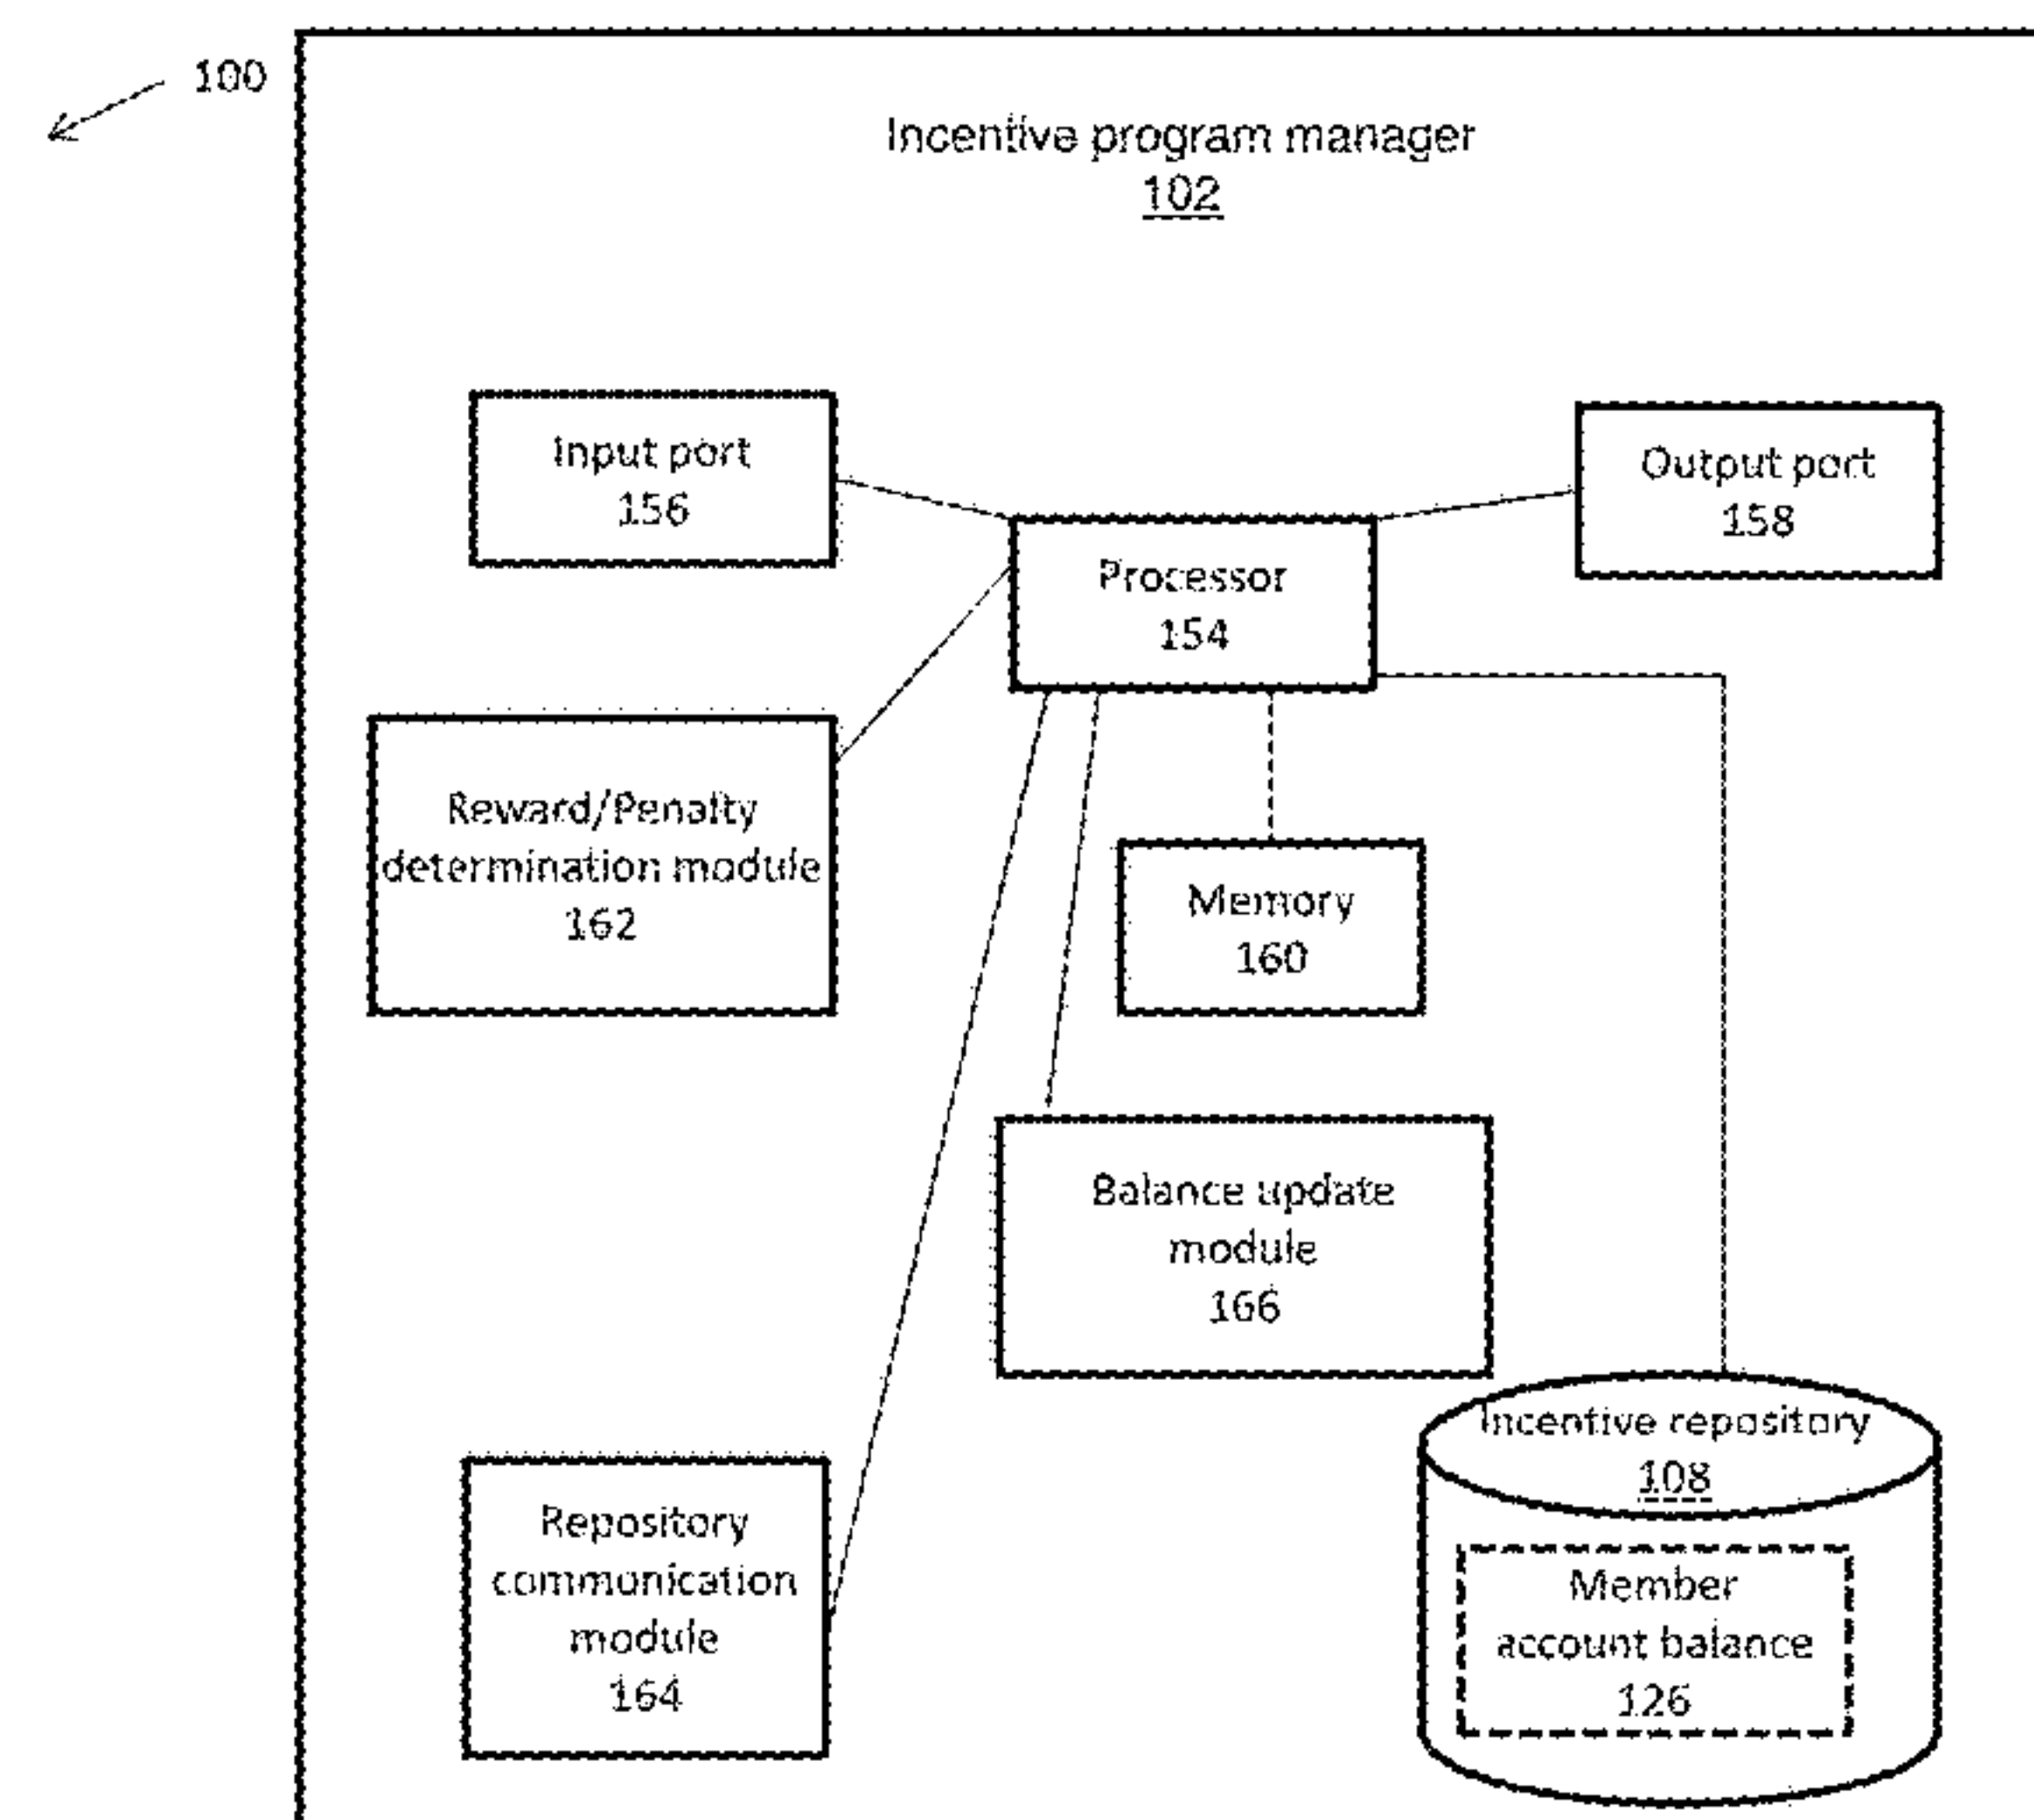 100
Incentive program manager
102
Input port
156
Output port
158
Processor
154
Reward/Penalty
determination module
162
Memory
160
Balance update
module
166
Incentive repository
108
Repository
communication
module
164
Member
account balance
126